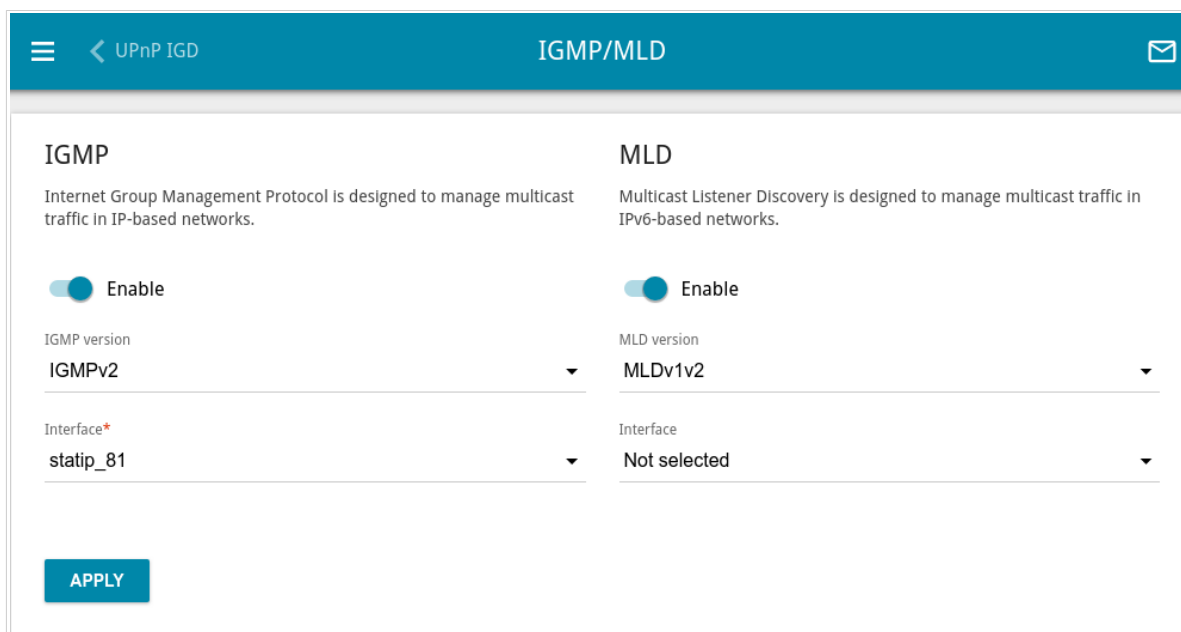 UPnP IGD
IGMP/MLD
IGMP
Internet Group Management Protocol is designed to manage multicast
traffic in IP-based networks.
Enable
IGMP version
IGMPv2
Interface*
statip_81
MLD
Multicast Listener Discovery is designed to manage multicast traffic in
IPv6-based networks.
Enable
MLD version
MLDv1v2
Interface
Not selected
APPLY